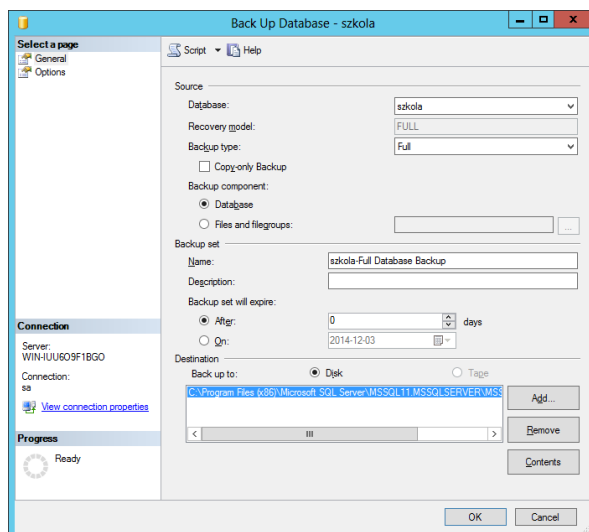 Back Up Database - szkola
Select a page
General
Options
Script
Help
Source
Database:
szkola
Recovery model:
FULL
Backup type:
Full
Copy-only Backup
Backup component:
Database
Files and filegroups:
...
Backup set
Name:
szkola-Full Database Backup
Description:
Backup set will expire:
After:
0
days
On:
2014-12-03
Destination
Back up to:
Disk
Tape
C:\Program Files (x86)\Microsoft SQL Server\MSSQL11.MSSQLSERVER\MSS
Add...
Remove
Contents
Connection
Server:
WIN-IUU6O9F1BGO
Connection:
sa
View connection properties
Progress
Ready
OK
Cancel